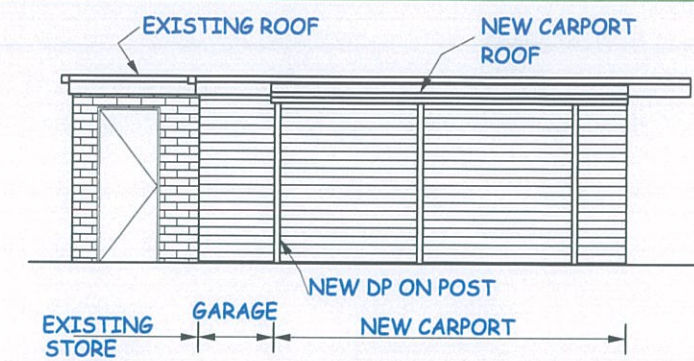 EXISTING ROOF
NEW CARPORT
ROOF
NEW DP ON POST
GARAGE
EXISTING
STORE
NEW CARPORT